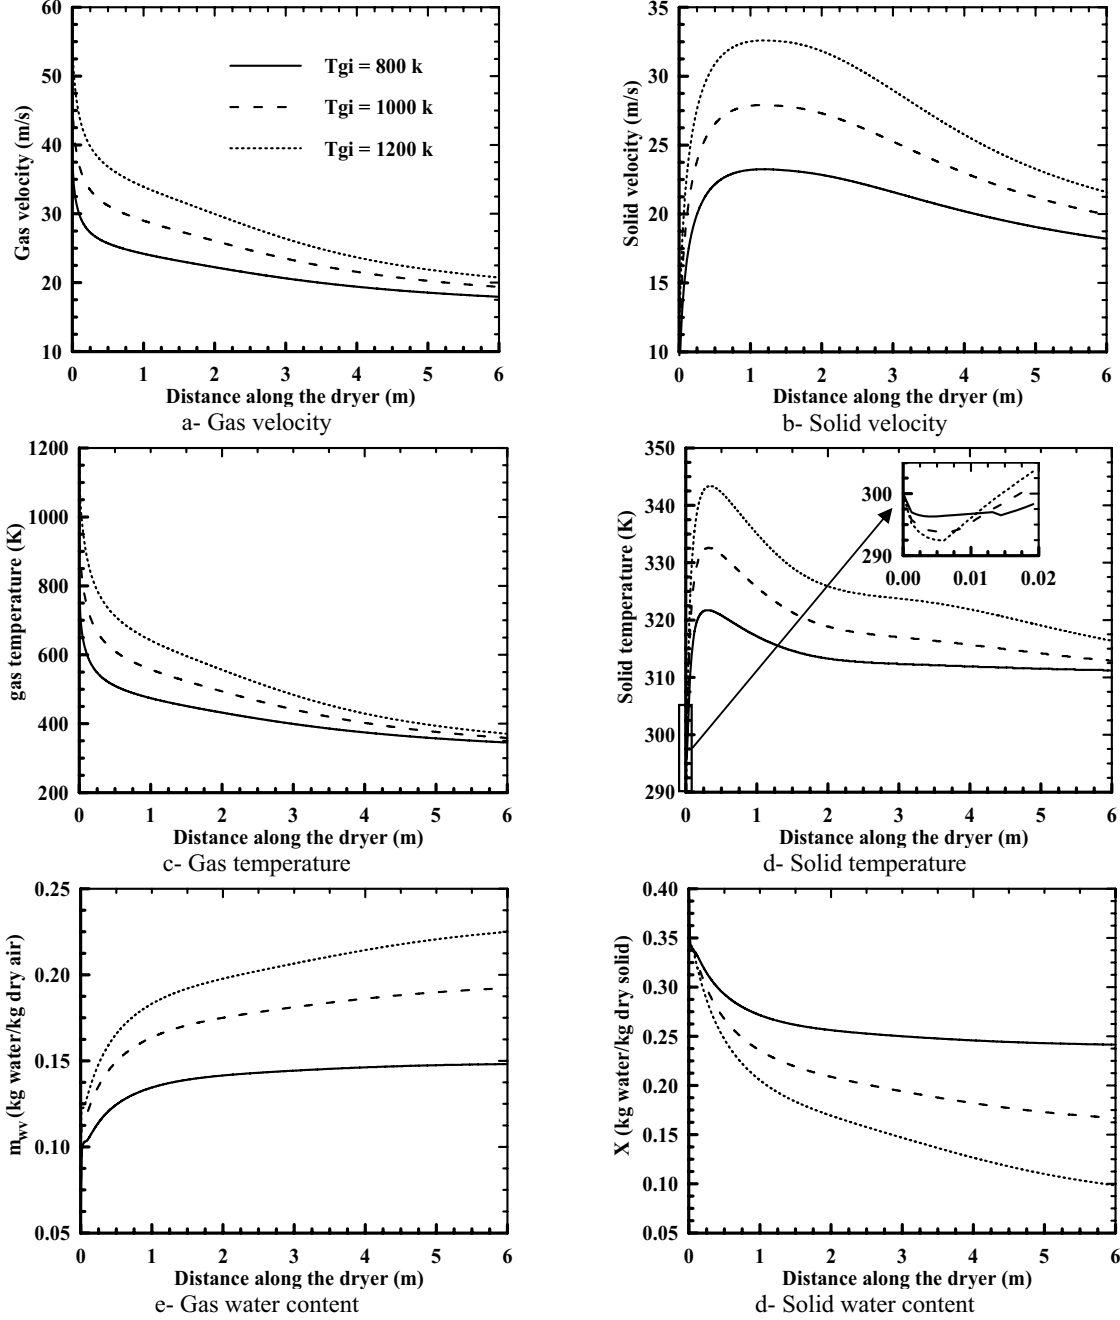 60
50
40
30
20
10
Gas velocity (m/s)
Tgi = 800 k
Tgi = 1000 k
Tgi = 1200 k
0 1 2 3 4 5 6
Distance along the dryer (m)
a- Gas velocity
35
30
25
20
15
10
Solid velocity (m/s)
0 1 2 3 4 5 6
Distance along the dryer (m)
b- Solid velocity
1200
1000
800
600
400
200
gas temperature (K)
0 1 2 3 4 5 6
Distance along the dryer (m)
c- Gas temperature
350
340
330
320
310
300
290
Solid temperature (K)
300
290
0.00 0.01 0.02
0 1 2 3 4 5 6
Distance along the dryer (m)
d- Solid temperature
0.25
0.20
0.15
0.10
0.05
m_wv (kg water/kg dry air)
0 1 2 3 4 5 6
Distance along the dryer (m)
e- Gas water content
0.40
0.35
0.30
0.25
0.20
0.15
0.10
0.05
X (kg water/kg dry solid)
0 1 2 3 4 5 6
Distance along the dryer (m)
d- Solid water content